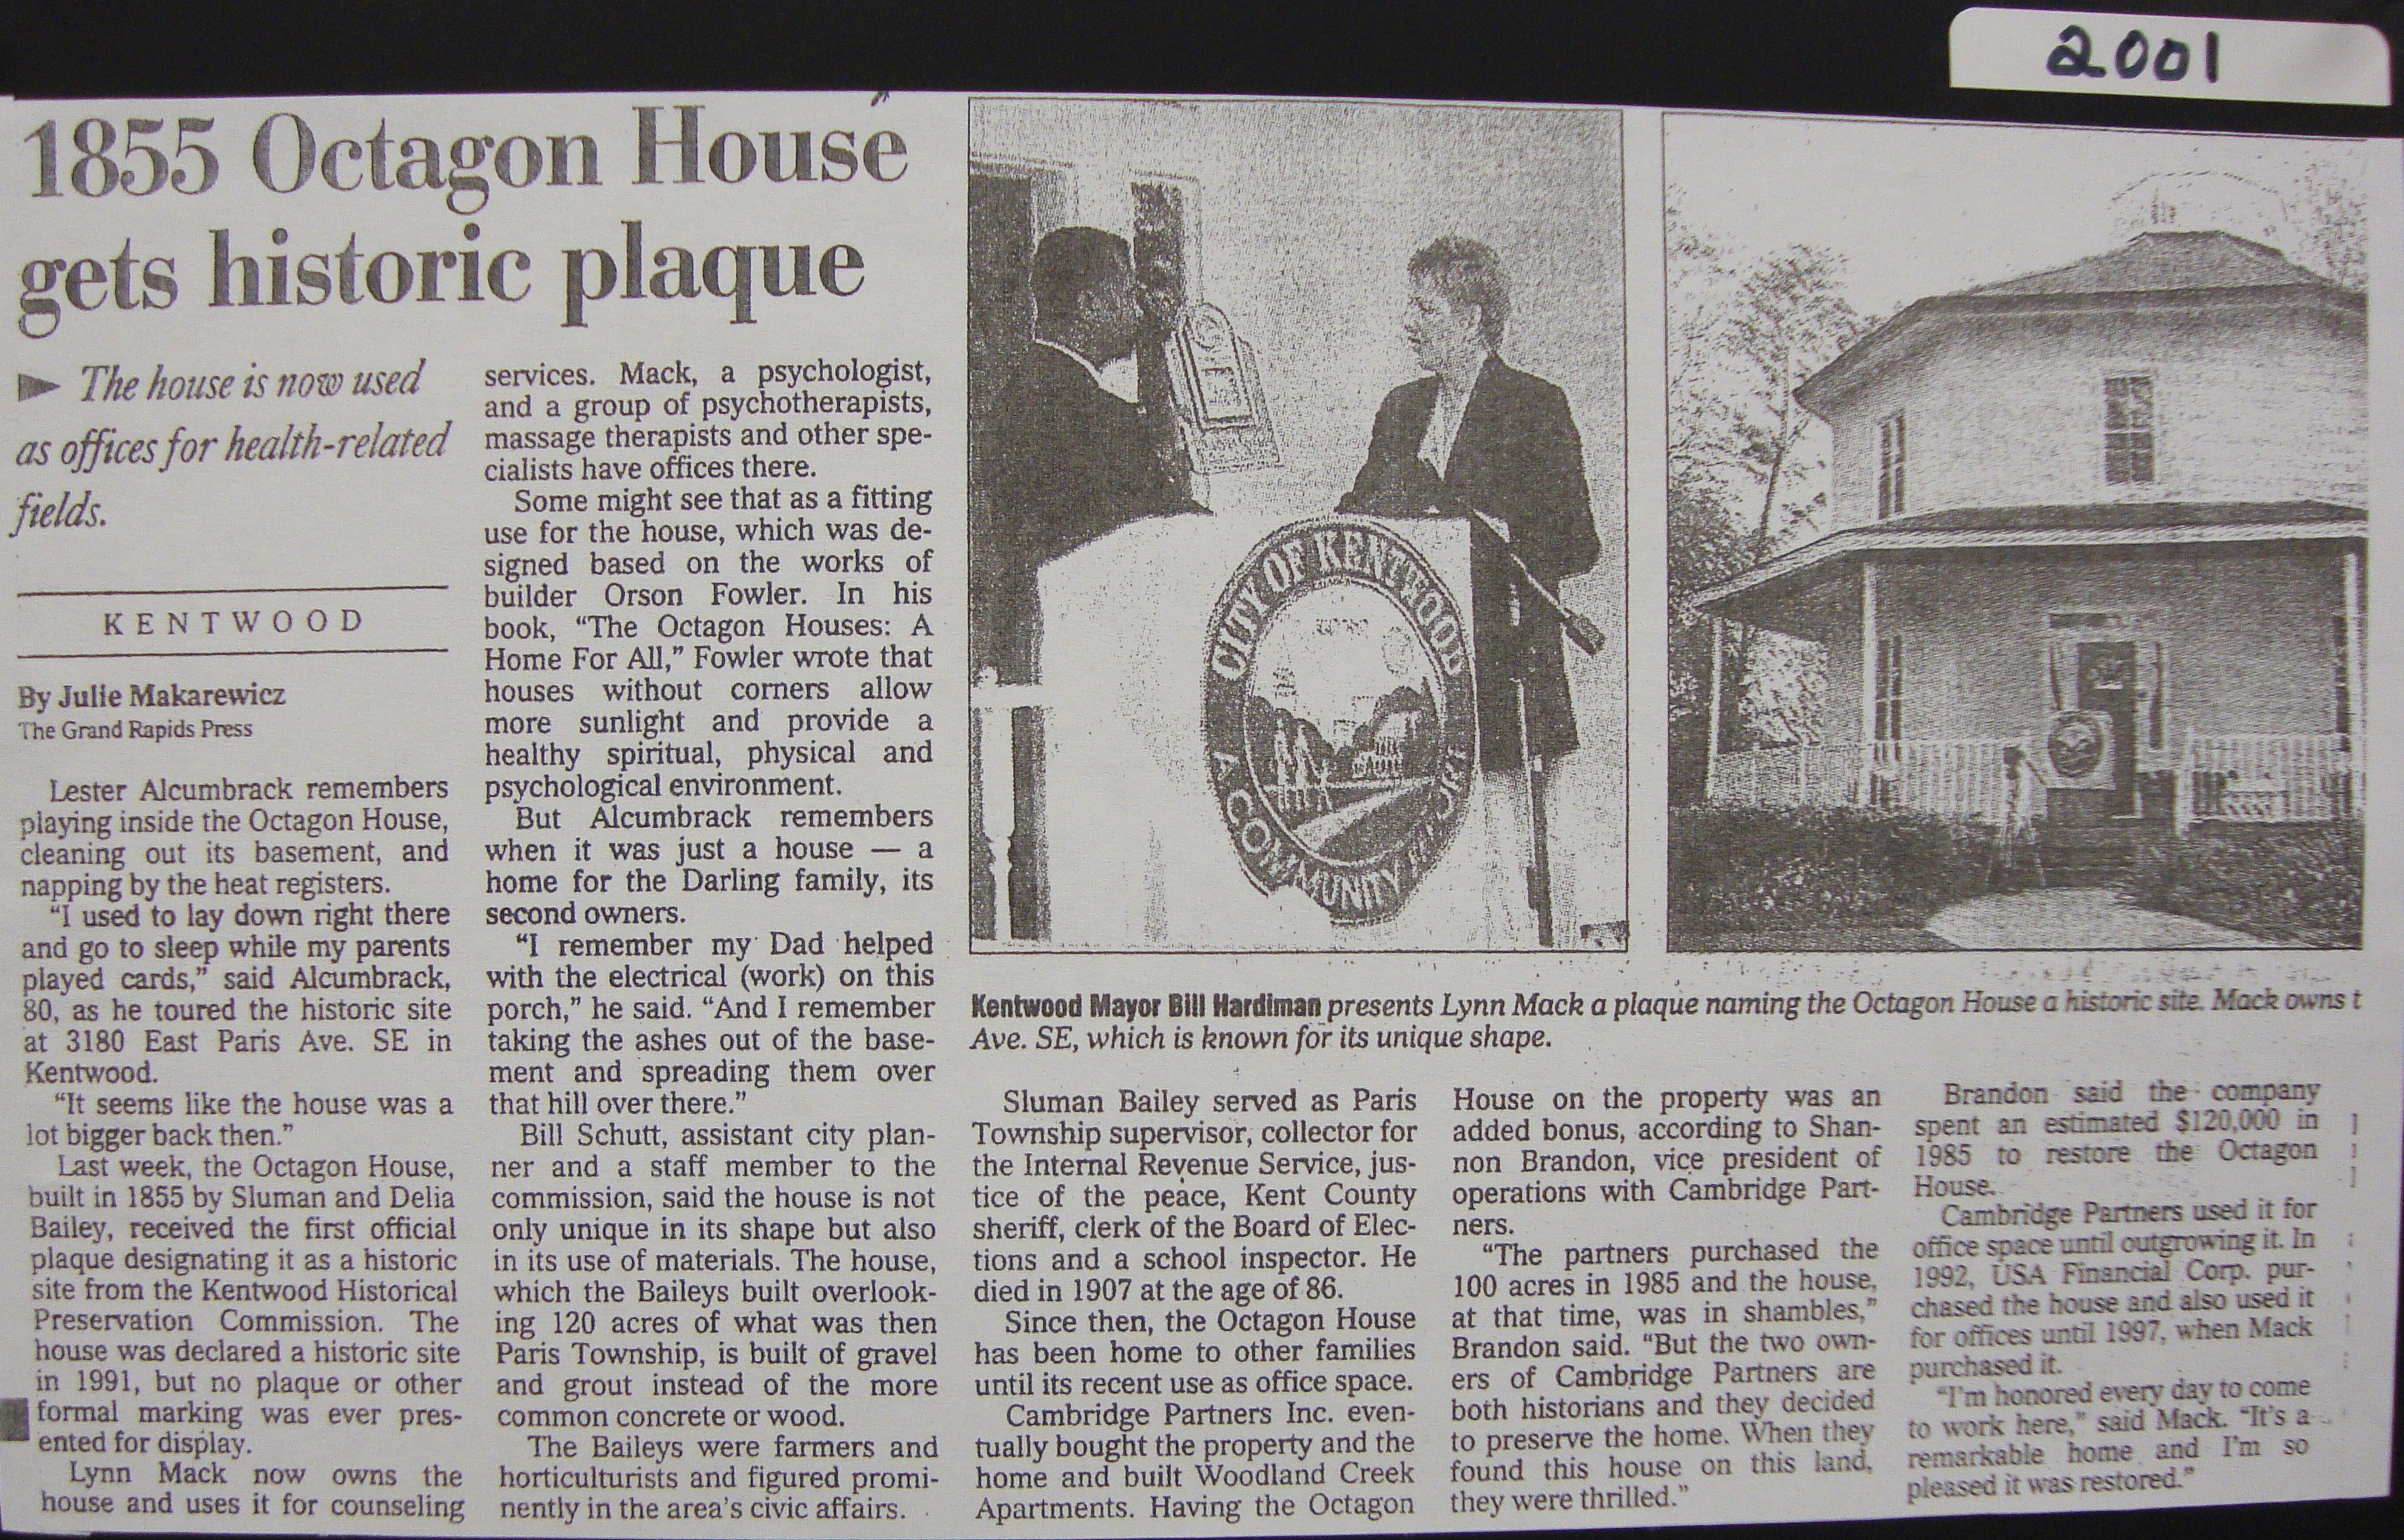 2001
1855 Octagon House
gets historic plaque
The house is now used
as offices for health-related
fields.
KENTWOOD
By Julie Makarewicz
The Grand Rapids Press
Lester Alcumbrack remembers
playing inside the Octagon House,
cleaning out its basement, and
napping by the heat registers.
“I used to lay down right there
and go to sleep while my parents
played cards,” said Alcumbrack,
80, as he toured the historic site
at 3180 East Paris Ave. SE in
Kentwood.
“It seems like the house was a
lot bigger back then.”
Last week, the Octagon House,
built in 1855 by Sluman and Delia
Bailey, received the first official
plaque designating it as a historic
site from the Kentwood Historical
Preservation Commission. The
house was declared a historic site
in 1991, but no plaque or other
formal marking was ever pres-
ented for display.
Lynn Mack now owns the
house and uses it for counseling
services. Mack, a psychologist,
and a group of psychotherapists,
massage therapists and other spe-
cialists have offices there.
Some might see that as a fitting
use for the house, which was de-
signed based on the works of
builder Orson Fowler. In his
book, “The Octagon Houses: A
Home For All,” Fowler wrote that
houses without corners allow
more sunlight and provide a
healthy spiritual, physical and
psychological environment.
But Alcumbrack remembers
when it was just a house — a
home for the Darling family, its
second owners.
“I remember my Dad helped
with the electrical (work) on this
porch,” he said. “And I remember
taking the ashes out of the base-
ment and spreading them over
that hill over there.”
Bill Schutt, assistant city plan-
ner and a staff member to the
commission, said the house is not
only unique in its shape but also
in its use of materials. The house,
which the Baileys built overlook-
ing 120 acres of what was then
Paris Township, is built of gravel
and grout instead of the more
common concrete or wood.
The Baileys were farmers and
horticulturists and figured promi-
nently in the area’s civic affairs.
CITY OF KENTWOOD
A COMMUNITY
Kentwood Mayor Bill Hardiman presents Lynn Mack a plaque naming the Octagon House a historic site. Mack owns t
Ave. SE, which is known for its unique shape.
Sluman Bailey served as Paris
Township supervisor, collector for
the Internal Revenue Service, jus-
tice of the peace, Kent County
sheriff, clerk of the Board of Elec-
tions and a school inspector. He
died in 1907 at the age of 86.
Since then, the Octagon House
has been home to other families
until its recent use as office space.
Cambridge Partners Inc. even-
tually bought the property and the
home and built Woodland Creek
Apartments. Having the Octagon
House on the property was an
added bonus, according to Shan-
non Brandon, vice president of
operations with Cambridge Part-
ners.
“The partners purchased the
100 acres in 1985 and the house,
at that time, was in shambles,”
Brandon said. “But the two own-
ers of Cambridge Partners are
both historians and they decided
to preserve the home. When they
found this house on this land,
they were thrilled.”
Brandon said the company
spent an estimated $120,000 in
1985 to restore the Octagon
House.
Cambridge Partners used it for
office space until outgrowing it. In
1992, USA Financial Corp. pur-
chased the house and also used it
for offices until 1997, when Mack
purchased it.
“I’m honored every day to come
to work here,” said Mack. “It’s a
remarkable home and I’m so
pleased it was restored.”